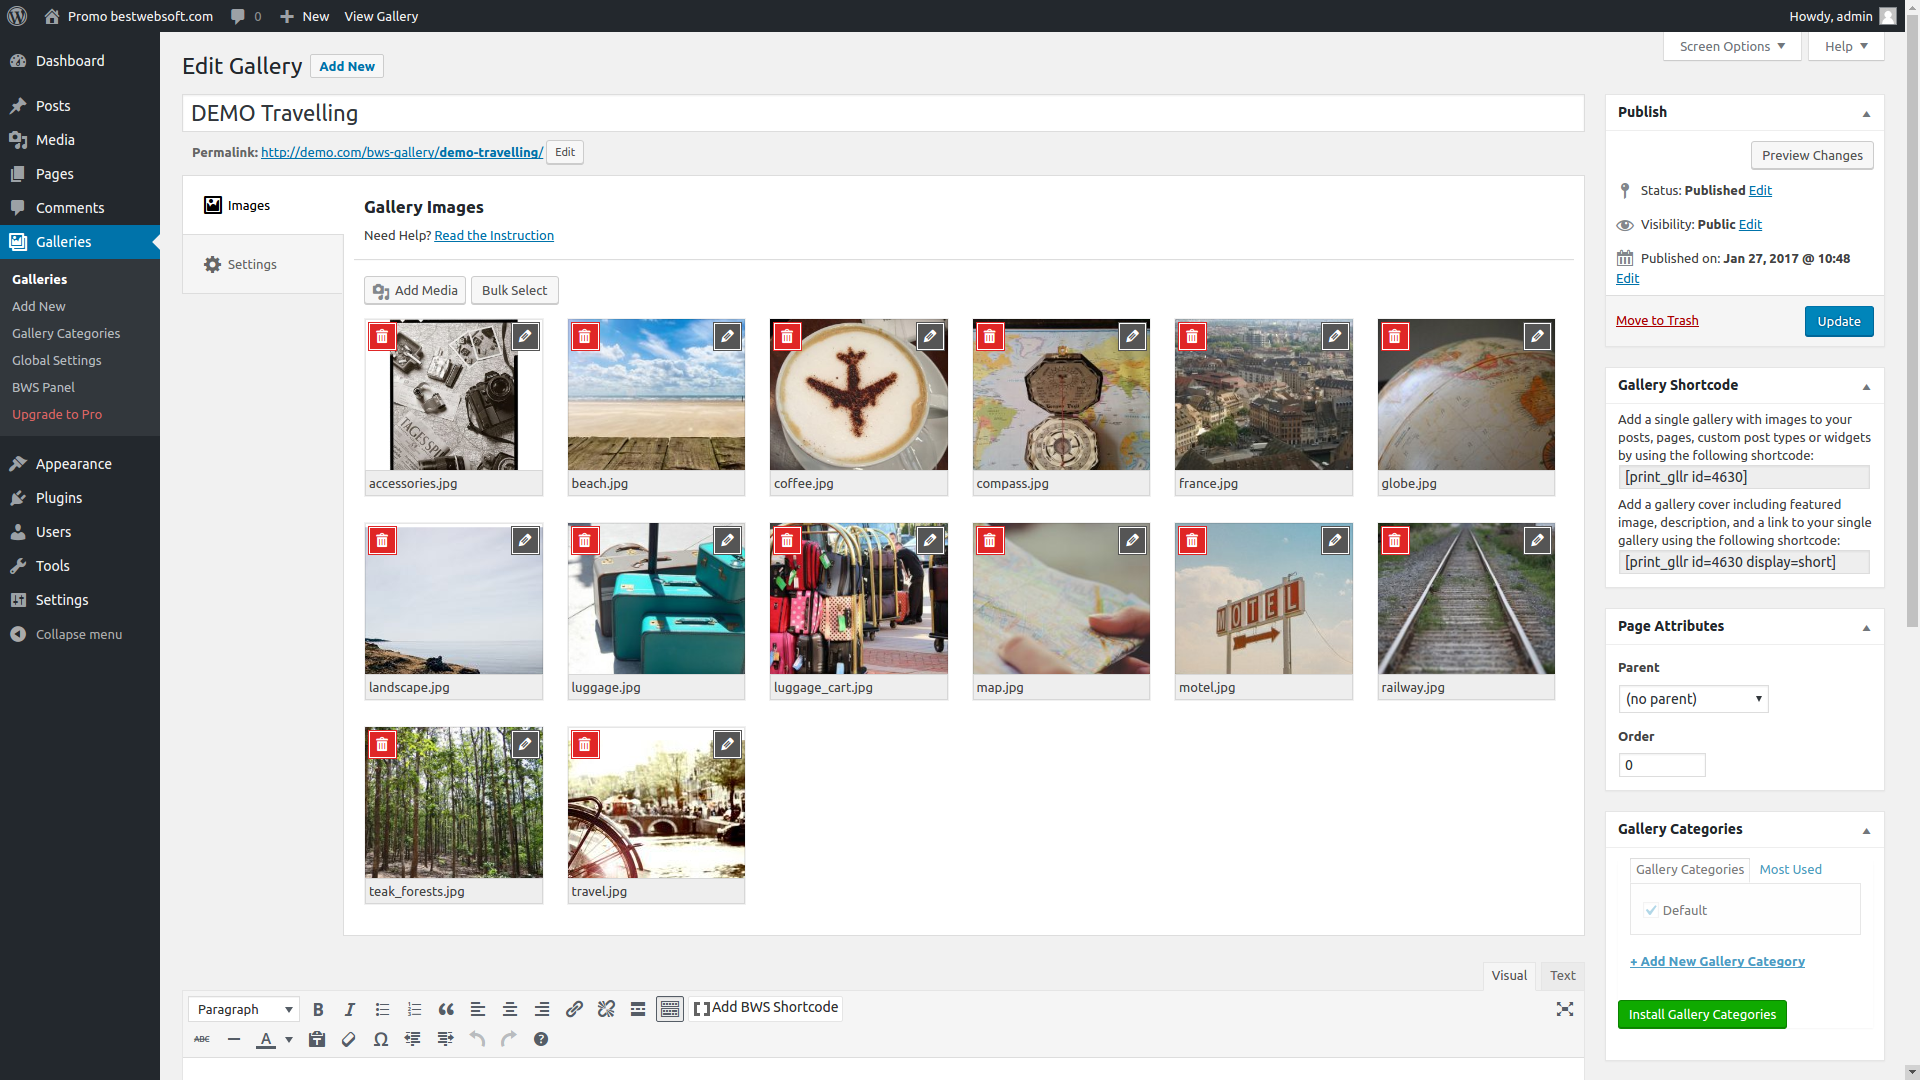 Promo bestwebsoft.com
0
New
View Gallery
Howdy, admin
Dashboard
Posts
Media
Pages
Comments
Galleries
Galleries
Add New
Gallery Categories
Global Settings
BWS Panel
Upgrade to Pro
Appearance
Plugins
Users
Tools
Settings
Collapse menu
Screen Options
Help
Edit Gallery
Add New
DEMO Travelling
Permalink: http://demo.com/bws-gallery/demo-travelling/
Edit
Images
Settings
Gallery Images
Need Help? Read the Instruction
Add Media
Bulk Select
accessories.jpg
beach.jpg
coffee.jpg
compass.jpg
france.jpg
globe.jpg
landscape.jpg
luggage.jpg
luggage_cart.jpg
MOTEL
map.jpg
motel.jpg
railway.jpg
teak_forests.jpg
travel.jpg
Visual
Text
Paragraph
B
I
Add BWS Shortcode
ABC
A
Publish
Preview Changes
Status: Published Edit
Visibility: Public Edit
Published on: Jan 27, 2017 @ 10:48
Edit
Move to Trash
Update
Gallery Shortcode
Add a single gallery with images to your
posts, pages, custom post types or widgets
by using the following shortcode:
[print_gllr id=4630]
Add a gallery cover including featured
image, description, and a link to your single
gallery using the following shortcode:
[print_gllr id=4630 display=short]
Page Attributes
Parent
(no parent)
Order
0
Gallery Categories
Gallery Categories
Most Used
Default
+ Add New Gallery Category
Install Gallery Categories